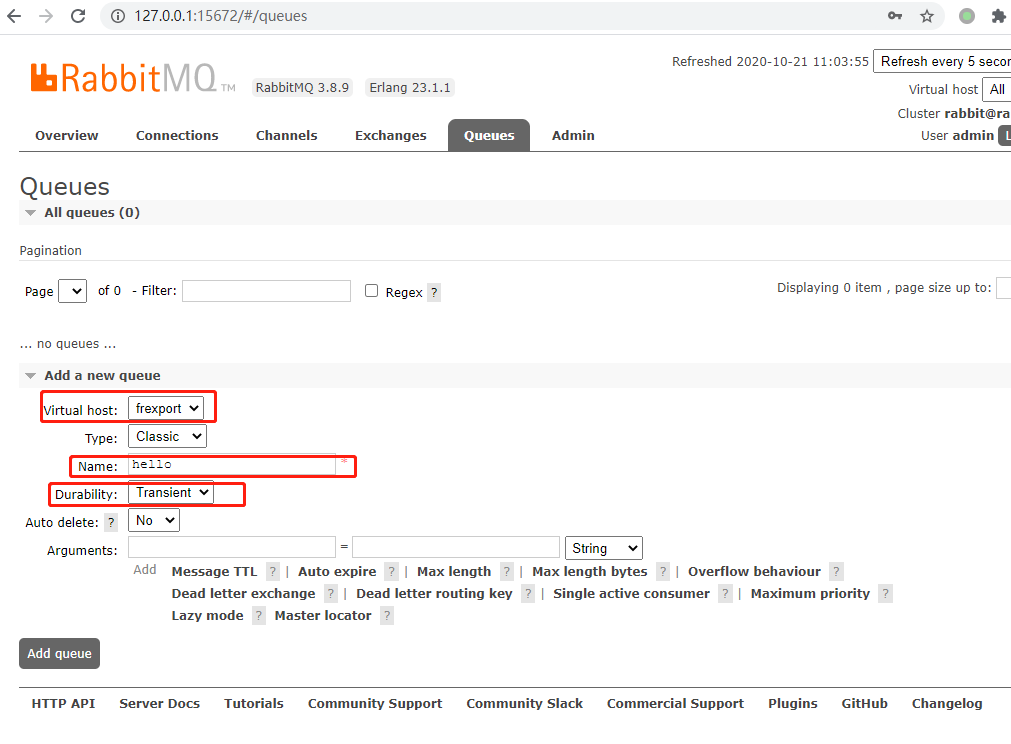 127.0.0.1:15672/#/queues
RabbitMQ TM RabbitMQ 3.8.9 Erlang 23.1.1
Refreshed 2020-10-21 11:03:55 Refresh every 5 secon
Virtual host All
Cluster rabbit@ra
User admin L
Overview Connections Channels Exchanges Queues Admin
Queues
All queues (0)
Pagination
Page of 0 - Filter: Regex ? Displaying 0 item , page size up to:
... no queues ...
Add a new queue
Virtual host: frexport
Type: Classic
Name: hello *
Durability: Transient
Auto delete: ? No
Arguments: = String
Add Message TTL ? | Auto expire ? | Max length ? | Max length bytes ? | Overflow behaviour ?
Dead letter exchange ? | Dead letter routing key ? | Single active consumer ? | Maximum priority ?
Lazy mode ? Master locator ?
Add queue
HTTP API Server Docs Tutorials Community Support Community Slack Commercial Support Plugins GitHub Changelog